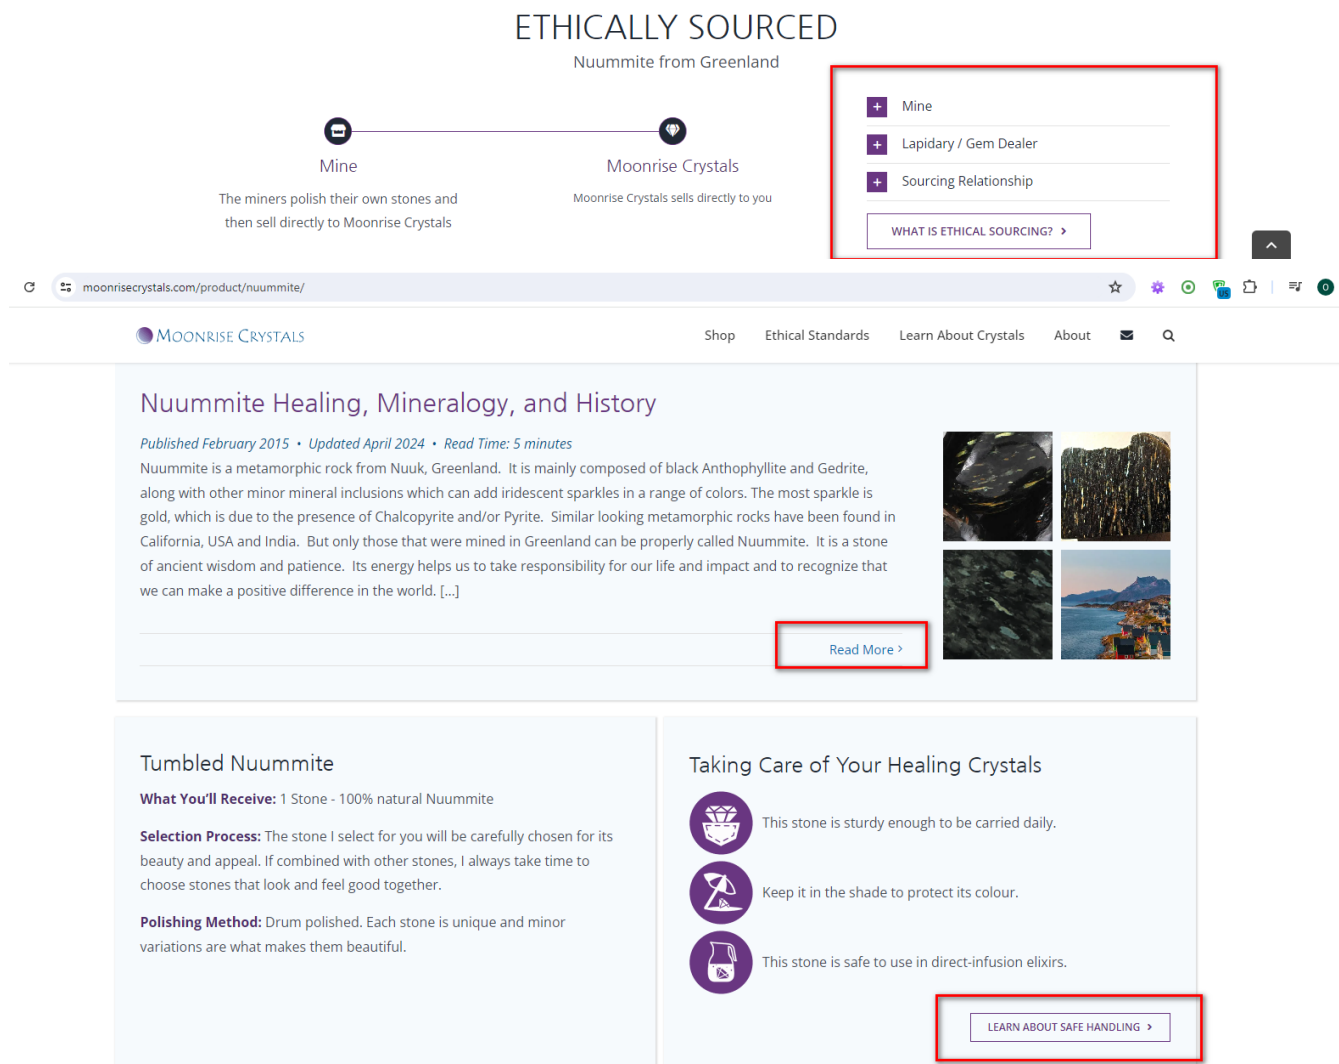 ETHICALLY SOURCED
Nuummite from Greenland
Mine
The miners polish their own stones and
then sell directly to Moonrise Crystals
Moonrise Crystals
Moonrise Crystals sells directly to you
+ Mine
+ Lapidary / Gem Dealer
+ Sourcing Relationship
WHAT IS ETHICAL SOURCING? >
moonrisecrystals.com/product/nuummite/
US
O
MOONRISE CRYSTALS
Shop Ethical Standards Learn About Crystals About
Nuummite Healing, Mineralogy, and History
Published February 2015 • Updated April 2024 • Read Time: 5 minutes
Nuummite is a metamorphic rock from Nuuk, Greenland. It is mainly composed of black Anthophyllite and Gedrite,
along with other minor mineral inclusions which can add iridescent sparkles in a range of colors. The most sparkle is
gold, which is due to the presence of Chalcopyrite and/or Pyrite. Similar looking metamorphic rocks have been found in
California, USA and India. But only those that were mined in Greenland can be properly called Nuummite. It is a stone
of ancient wisdom and patience. Its energy helps us to take responsibility for our life and impact and to recognize that
we can make a positive difference in the world. [...]
Read More >
Tumbled Nuummite
What You'll Receive: 1 Stone - 100% natural Nuummite
Selection Process: The stone I select for you will be carefully chosen for its
beauty and appeal. If combined with other stones, I always take time to
choose stones that look and feel good together.
Polishing Method: Drum polished. Each stone is unique and minor
variations are what makes them beautiful.
Taking Care of Your Healing Crystals
This stone is sturdy enough to be carried daily.
Keep it in the shade to protect its colour.
This stone is safe to use in direct-infusion elixirs.
LEARN ABOUT SAFE HANDLING >